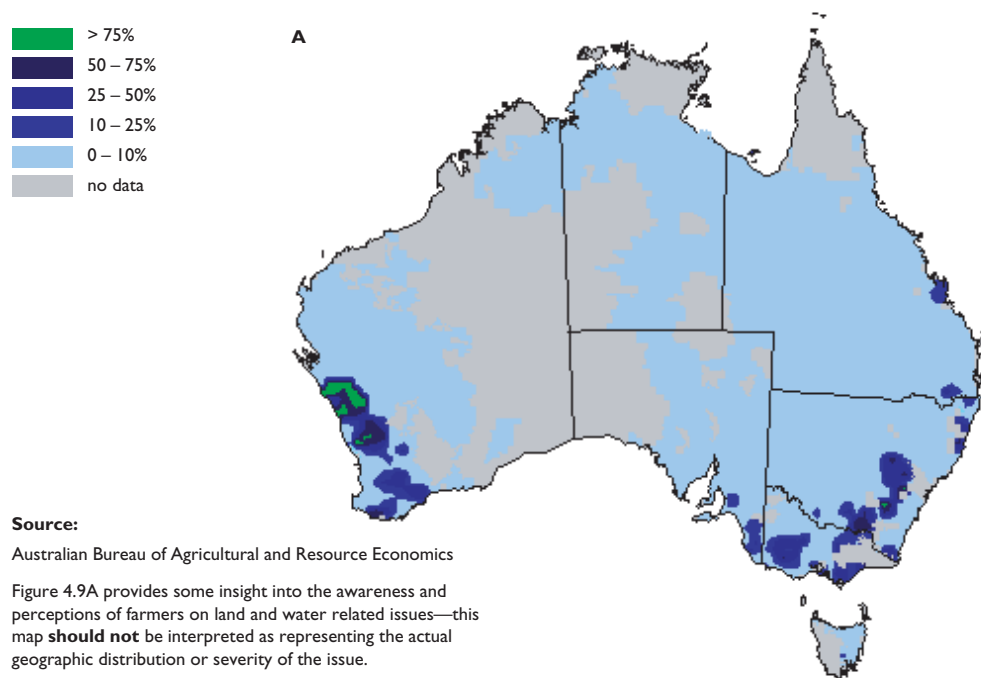 > 75%
50 – 75%
25 – 50%
10 – 25%
0 – 10%
no data
A
Source:
Australian Bureau of Agricultural and Resource Economics
Figure 4.9A provides some insight into the awareness and
perceptions of farmers on land and water related issues—this
map should not be interpreted as representing the actual
geographic distribution or severity of the issue.